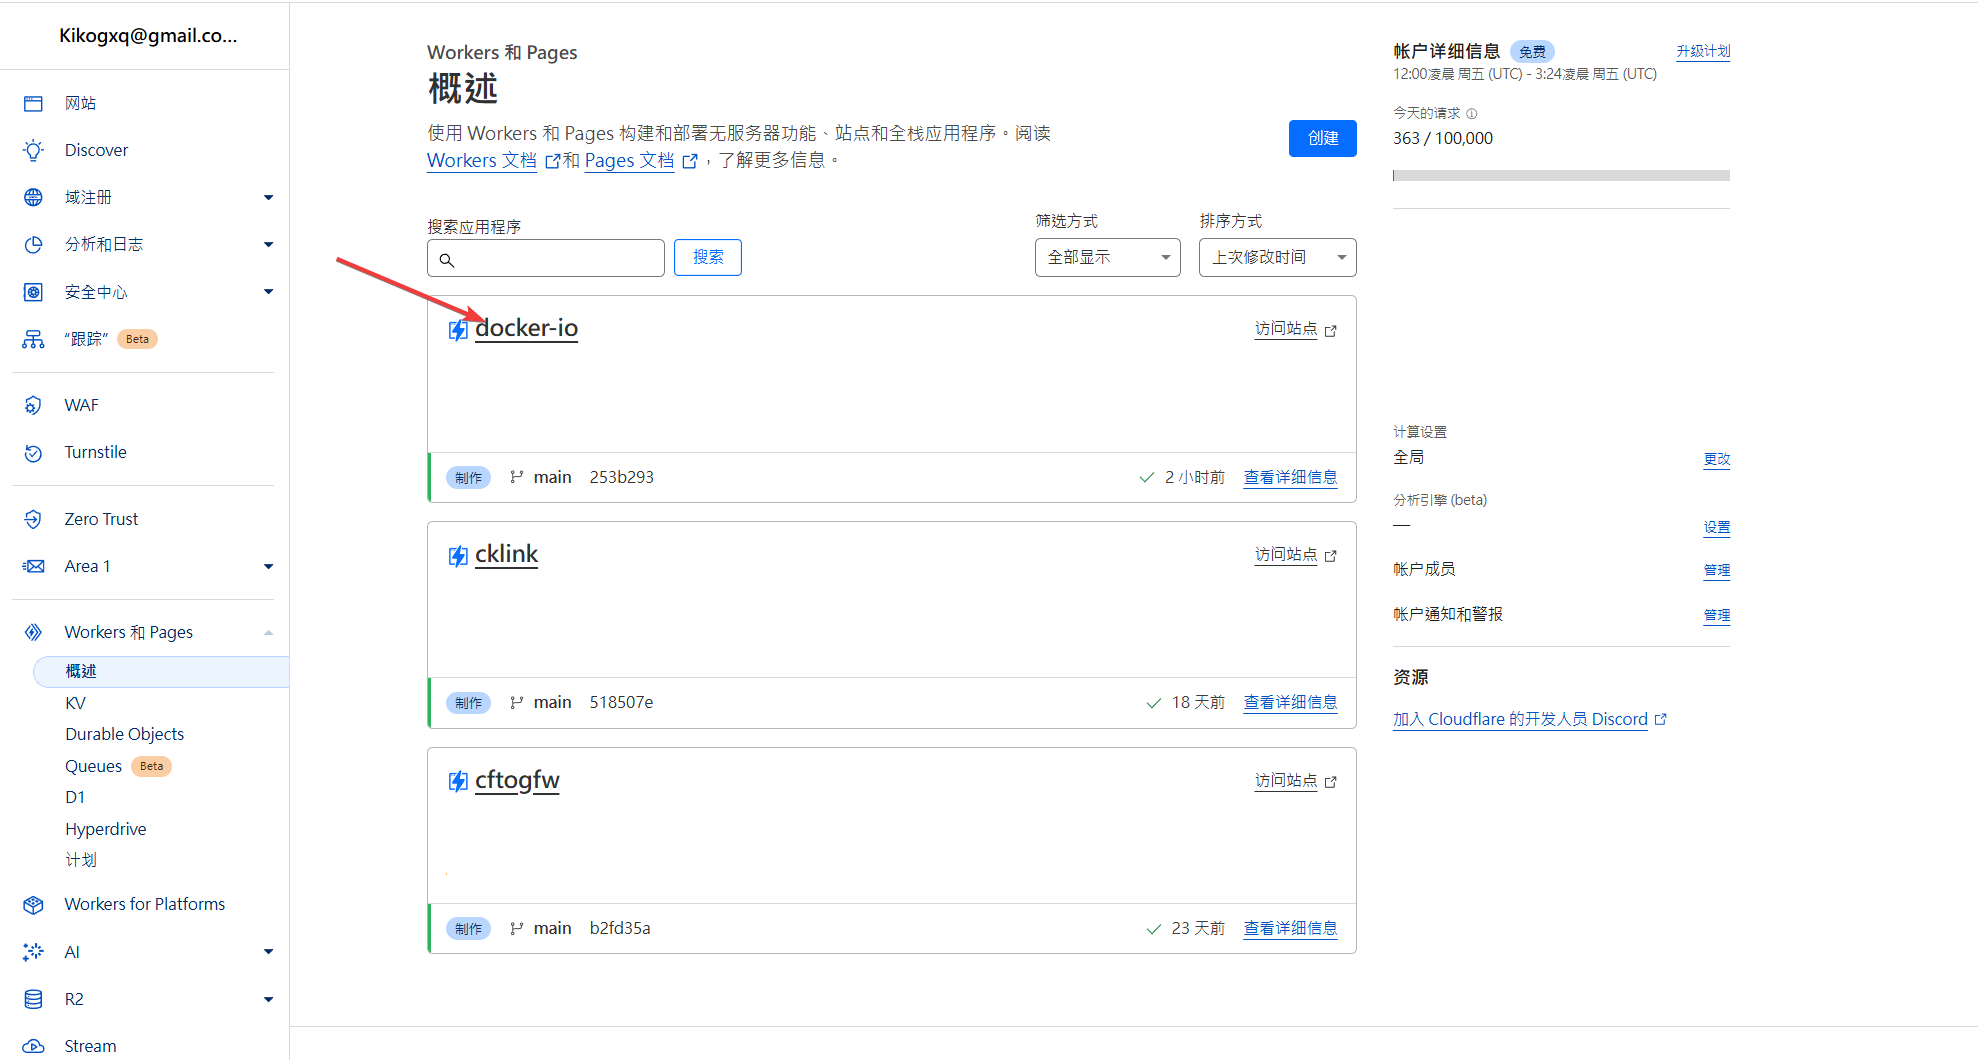 Kikogxq@gmail.co...
网站
Discover
域注册
分析和日志
安全中心
“跟踪” Beta
WAF
Turnstile
Zero Trust
Area 1
Workers 和 Pages
概述
KV
Durable Objects
Queues Beta
D1
Hyperdrive
计划
Workers for Platforms
AI
R2
Stream
Workers 和 Pages
概述
使用 Workers 和 Pages 构建和部署无服务器功能、站点和全栈应用程序。阅读
Workers 文档 和 Pages 文档 ，了解更多信息。
创建
搜索应用程序
搜索
筛选方式
全部显示
排序方式
上次修改时间
docker-io
访问站点
制作 main 253b293 2 小时前 查看详细信息
cklink
访问站点
制作 main 518507e 18 天前 查看详细信息
cftogfw
访问站点
制作 main b2fd35a 23 天前 查看详细信息
帐户详细信息 免费 升级计划
12:00凌晨 周五 (UTC) - 3:24凌晨 周五 (UTC)
今天的请求
363 / 100,000
计算设置
全局 更改
分析引擎 (beta)
— 设置
帐户成员 管理
帐户通知和警报 管理
资源
加入 Cloudflare 的开发人员 Discord